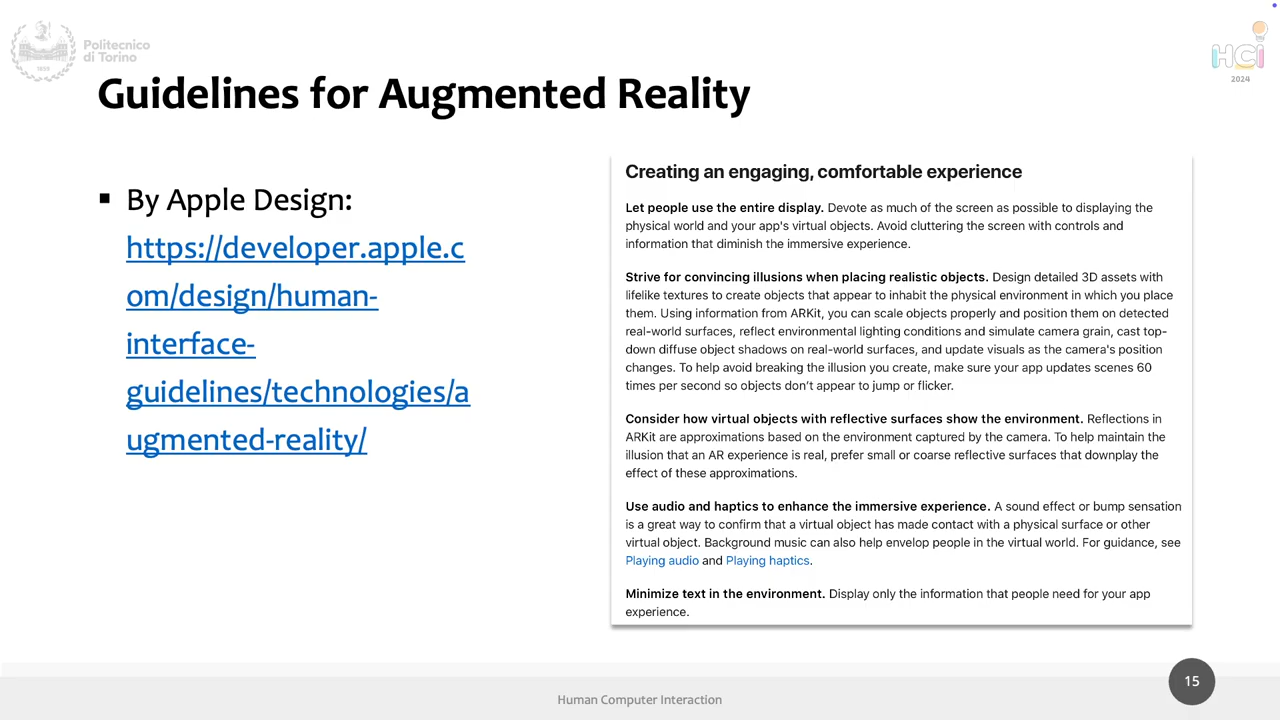 Politecnico
di Torino
1859
HCI
2024
Guidelines for Augmented Reality
▪ By Apple Design:
https://developer.apple.c
om/design/human-
interface-
guidelines/technologies/a
ugmented-reality/
Creating an engaging, comfortable experience
Let people use the entire display. Devote as much of the screen as possible to displaying the
physical world and your app's virtual objects. Avoid cluttering the screen with controls and
information that diminish the immersive experience.
Strive for convincing illusions when placing realistic objects. Design detailed 3D assets with
lifelike textures to create objects that appear to inhabit the physical environment in which you place
them. Using information from ARKit, you can scale objects properly and position them on detected
real-world surfaces, reflect environmental lighting conditions and simulate camera grain, cast top-
down diffuse object shadows on real-world surfaces, and update visuals as the camera's position
changes. To help avoid breaking the illusion you create, make sure your app updates scenes 60
times per second so objects don’t appear to jump or flicker.
Consider how virtual objects with reflective surfaces show the environment. Reflections in
ARKit are approximations based on the environment captured by the camera. To help maintain the
illusion that an AR experience is real, prefer small or coarse reflective surfaces that downplay the
effect of these approximations.
Use audio and haptics to enhance the immersive experience. A sound effect or bump sensation
is a great way to confirm that a virtual object has made contact with a physical surface or other
virtual object. Background music can also help envelop people in the virtual world. For guidance, see
Playing audio and Playing haptics.
Minimize text in the environment. Display only the information that people need for your app
experience.
Human Computer Interaction
15